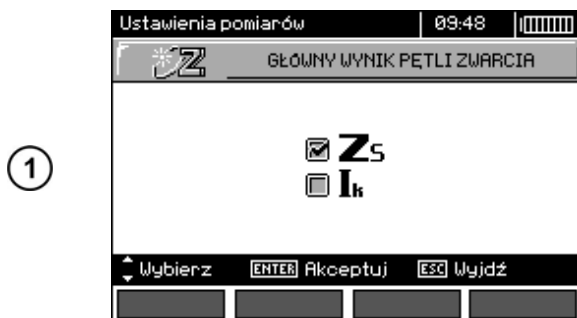 Ustawienia pomiarów 09:48
Z GŁÓWNY WYNIK PĘTLI ZWARCIA
1
Zs
Ik
Wybierz ENTER Akceptuj ESC Wyjdź